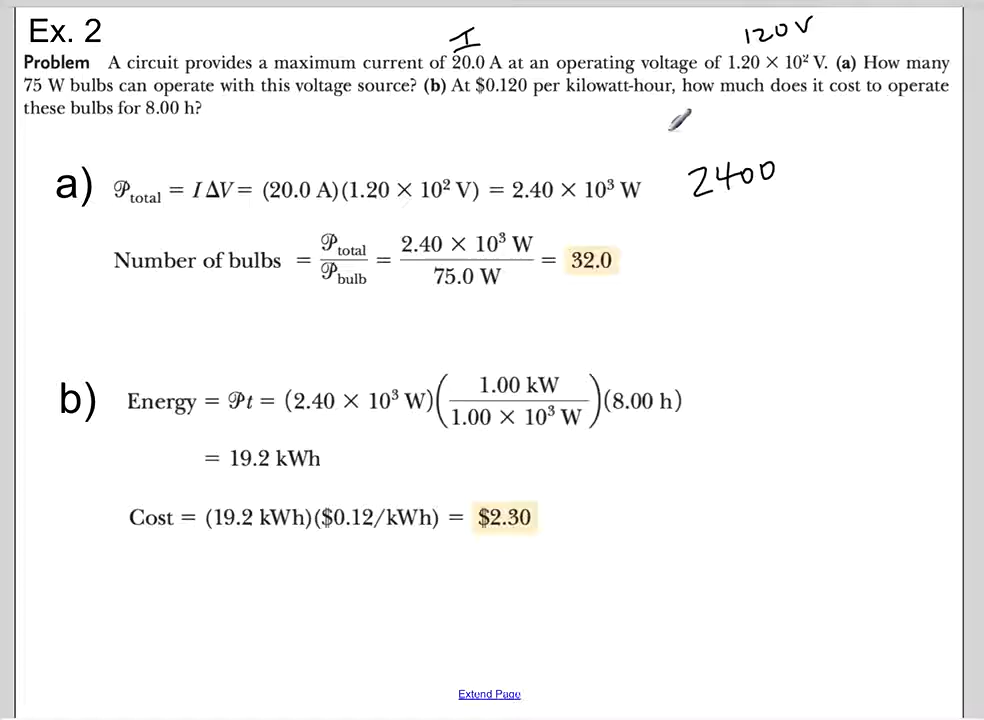 Ex. 2
I
120V
Problem A circuit provides a maximum current of 20.0 A at an operating voltage of 1.20 × 10² V. (a) How many
75 W bulbs can operate with this voltage source? (b) At $0.120 per kilowatt-hour, how much does it cost to operate
these bulbs for 8.00 h?
a) 𝒫total = I ΔV = (20.0 A)(1.20 × 10² V) = 2.40 × 10³ W
2400
Number of bulbs = 𝒫total / 𝒫bulb = 2.40 × 10³ W / 75.0 W = 32.0
b) Energy = 𝒫t = (2.40 × 10³ W)(1.00 kW / 1.00 × 10³ W)(8.00 h)
= 19.2 kWh
Cost = (19.2 kWh)($0.12/kWh) = $2.30
Extend Page